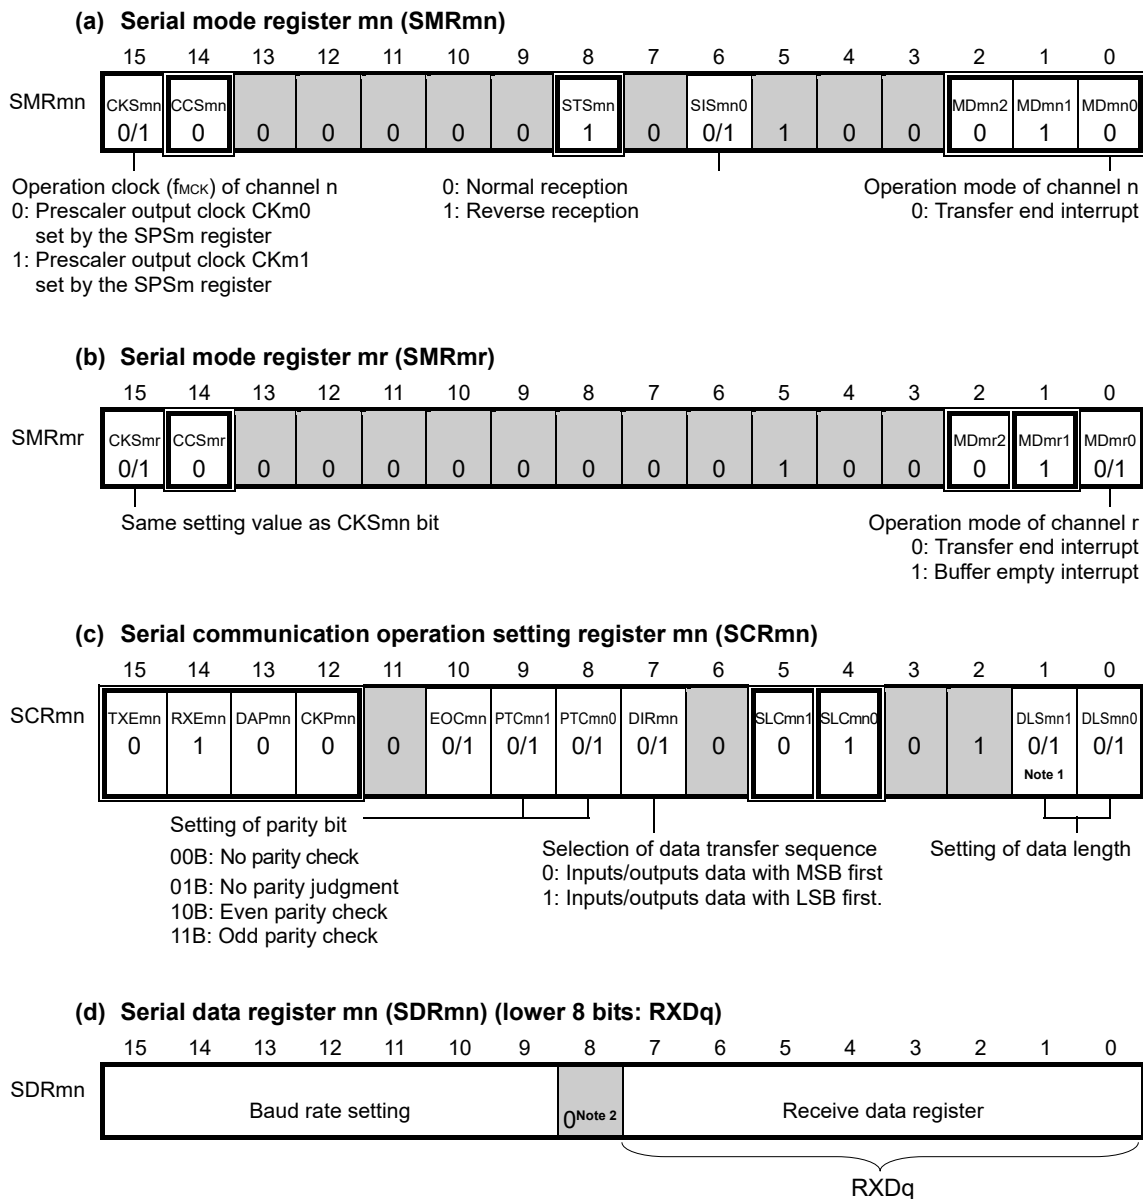 (a) Serial mode register mn (SMRmn)
15 14 13 12 11 10 9 8 7 6 5 4 3 2 1 0
SMRmn CKSmn CCSmn STSmn SISmn0 MDmn2 MDmn1 MDmn0
0/1 0 0 0 0 0 0 1 0 0/1 1 0 0 0 1 0
Operation clock (fMCK) of channel n
0: Prescaler output clock CKm0
set by the SPSm register
1: Prescaler output clock CKm1
set by the SPSm register
0: Normal reception
1: Reverse reception
Operation mode of channel n
0: Transfer end interrupt
(b) Serial mode register mr (SMRmr)
15 14 13 12 11 10 9 8 7 6 5 4 3 2 1 0
SMRmr CKSmr CCSmr MDmr2 MDmr1 MDmr0
0/1 0 0 0 0 0 0 0 0 0 1 0 0 0 1 0/1
Same setting value as CKSmn bit
Operation mode of channel r
0: Transfer end interrupt
1: Buffer empty interrupt
(c) Serial communication operation setting register mn (SCRmn)
15 14 13 12 11 10 9 8 7 6 5 4 3 2 1 0
SCRmn TXEmn RXEmn DAPmn CKPmn EOCmn PTCmn1 PTCmn0 DIRmn SLCmn1 SLCmn0 DLSmn1 DLSmn0
0 1 0 0 0 0/1 0/1 0/1 0/1 0 0 1 0 1 0/1 0/1
Note 1
Setting of parity bit
00B: No parity check
01B: No parity judgment
10B: Even parity check
11B: Odd parity check
Selection of data transfer sequence
0: Inputs/outputs data with MSB first
1: Inputs/outputs data with LSB first.
Setting of data length
(d) Serial data register mn (SDRmn) (lower 8 bits: RXDq)
15 14 13 12 11 10 9 8 7 6 5 4 3 2 1 0
SDRmn Baud rate setting 0Note 2 Receive data register
RXDq